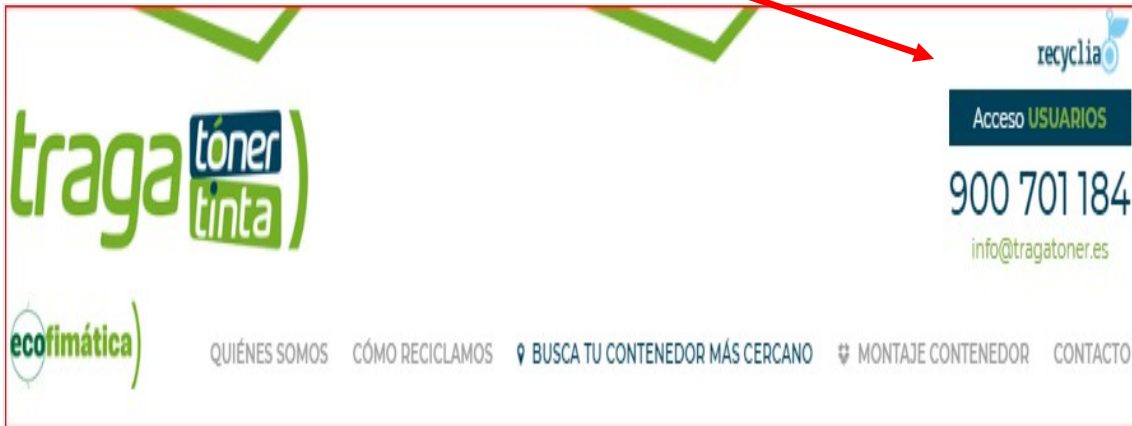 recyclia
Acceso USUARIOS
traga tóner tinta
900 701 184
info@tragatoner.es
ecofimática
QUIÉNES SOMOS CÓMO RECICLAMOS BUSCA TU CONTENEDOR MÁS CERCANO MONTAJE CONTENEDOR CONTACTO